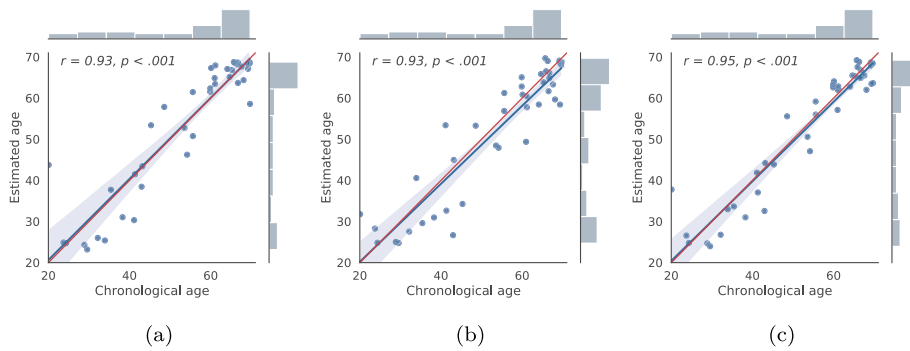 r = 0.93, p < .001
70
60
50
40
30
20
Estimated age
20 40 60
Chronological age
(a)
r = 0.93, p < .001
70
60
50
40
30
20
Estimated age
20 40 60
Chronological age
(b)
r = 0.95, p < .001
70
60
50
40
30
20
Estimated age
20 40 60
Chronological age
(c)